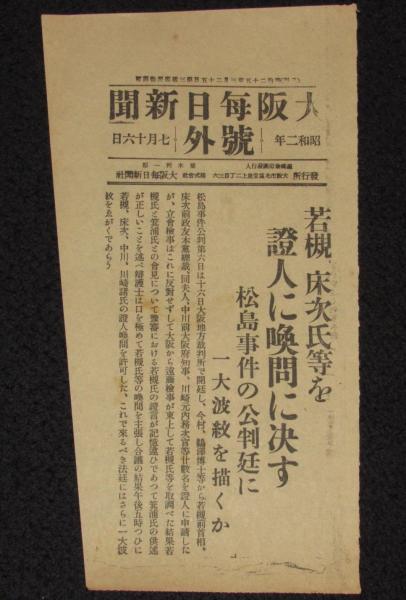 大阪毎日新聞
號外
昭和二年
七月十六日
發行所
大阪毎日新聞社
若槻、床次氏等を
證人に喚問に決す
松島事件の公判廷に
一大波紋を描くか
松島事件公判第六日は十六日大阪地方裁判所で開廷し、今村、鵜澤博士等から若槻前首相、
床次前政友本黨總裁、同夫人、中川前大阪府知事、川崎元內務次官等廿數名を證人に申請した
が、立會檢事はこれに反對せずして大阪から遠藤檢事が東上して若槻氏等を取調べた結果若
槻氏と箕浦氏との會見について豫審における若槻氏の證言が記憶違ひであつて箕浦氏の供述
が正しいことを述べ辯護士は口を極めて若槻氏等の喚問を主張し合議の結果午後五時つひに
若槻、床次、中川、川崎諸氏の證人喚問を許可した、これで來るべき法廷にはさらに一大波
紋をゑがくであらう